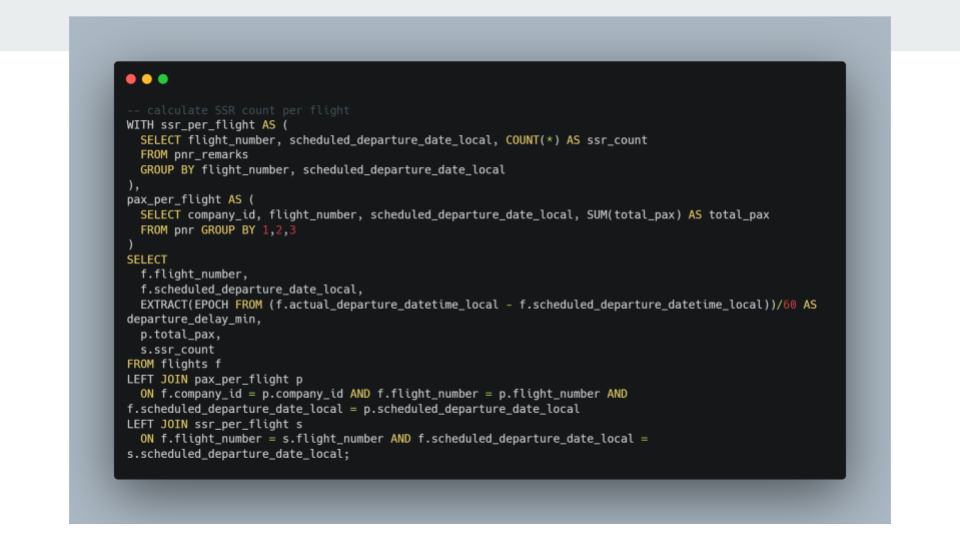 -- calculate SSR count per flight
WITH ssr_per_flight AS (
  SELECT flight_number, scheduled_departure_date_local, COUNT(*) AS ssr_count
  FROM pnr_remarks
  GROUP BY flight_number, scheduled_departure_date_local
),
pax_per_flight AS (
  SELECT company_id, flight_number, scheduled_departure_date_local, SUM(total_pax) AS total_pax
  FROM pnr GROUP BY 1,2,3
)
SELECT
  f.flight_number,
  f.scheduled_departure_date_local,
  EXTRACT(EPOCH FROM (f.actual_departure_datetime_local - f.scheduled_departure_datetime_local))/60 AS
departure_delay_min,
  p.total_pax,
  s.ssr_count
FROM flights f
LEFT JOIN pax_per_flight p
  ON f.company_id = p.company_id AND f.flight_number = p.flight_number AND
f.scheduled_departure_date_local = p.scheduled_departure_date_local
LEFT JOIN ssr_per_flight s
  ON f.flight_number = s.flight_number AND f.scheduled_departure_date_local =
s.scheduled_departure_date_local;